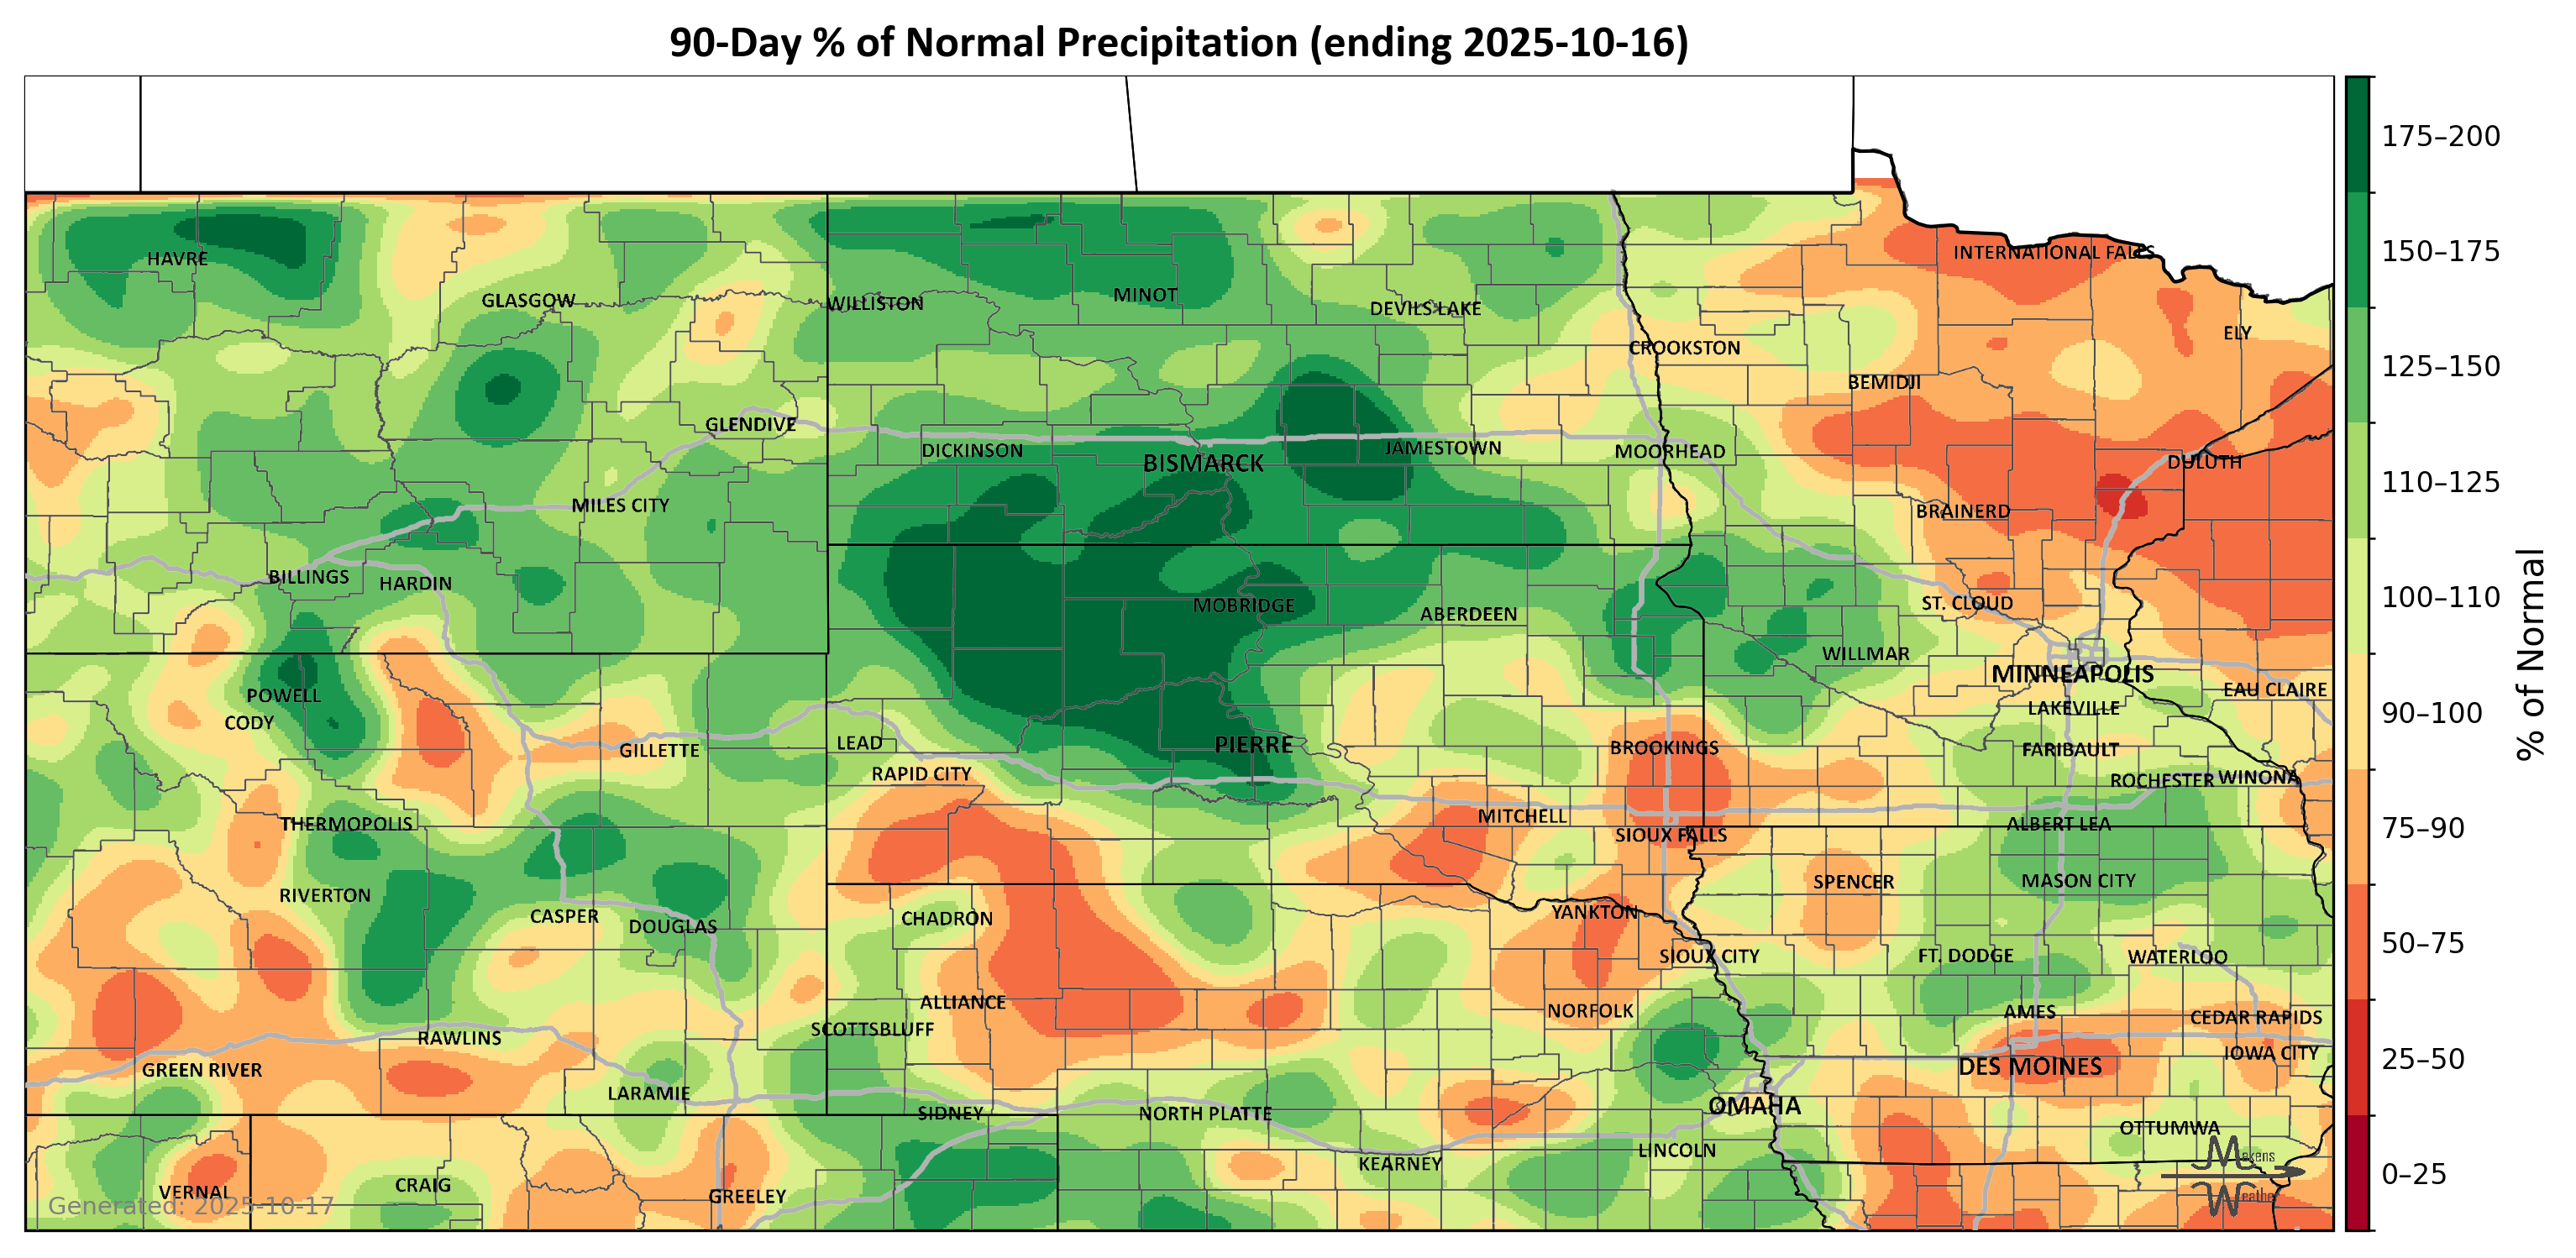 90-Day % of Normal Precipitation (ending 2025-10-16)
175–200
INTERNATIONAL FALLS
HAVRE
150–175
GLASGOW
WILLISTON
MINOT
DEVILS LAKE
ELY
CROOKSTON
125–150
BEMIDJI
GLENDIVE
DICKINSON
BISMARCK
JAMESTOWN
MOORHEAD
DULUTH
110–125
MILES CITY
BRAINERD
BILLINGS
HARDIN
MOBRIDGE
ABERDEEN
ST. CLOUD
100–110
WILLMAR
MINNEAPOLIS
POWELL
EAU CLAIRE
% of Normal
CODY
LAKEVILLE
90–100
GILLETTE
LEAD
PIERRE
BROOKINGS
FARIBAULT
RAPID CITY
ROCHESTER
WINONA
THERMOPOLIS
MITCHELL
SIOUX FALLS
ALBERT LEA
75–90
RIVERTON
SPENCER
MASON CITY
CASPER
DOUGLAS
CHADRON
YANKTON
50–75
SIOUX CITY
FT. DODGE
WATERLOO
ALLIANCE
NORFOLK
AMES
CEDAR RAPIDS
RAWLINS
SCOTTSBLUFF
IOWA CITY
25–50
GREEN RIVER
DES MOINES
LARAMIE
SIDNEY
NORTH PLATTE
OMAHA
OTTUMWA
KEARNEY
LINCOLN
Makens
Weather
0–25
VERNAL
CRAIG
GREELEY
Generated: 2025-10-17